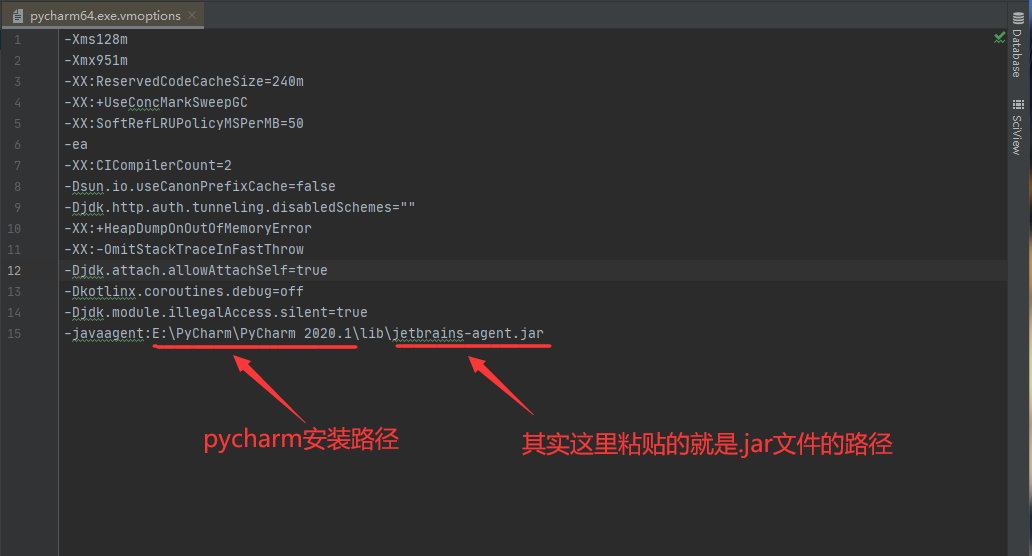 pycharm64.exe.vmoptions
1 -Xms128m
2 -Xmx951m
3 -XX:ReservedCodeCacheSize=240m
4 -XX:+UseConcMarkSweepGC
5 -XX:SoftRefLRUPolicyMSPerMB=50
6 -ea
7 -XX:CICompilerCount=2
8 -Dsun.io.useCanonPrefixCache=false
9 -Djdk.http.auth.tunneling.disabledSchemes=""
10 -XX:+HeapDumpOnOutOfMemoryError
11 -XX:-OmitStackTraceInFastThrow
12 -Djdk.attach.allowAttachSelf=true
13 -Dkotlinx.coroutines.debug=off
14 -Djdk.module.illegalAccess.silent=true
15 -javaagent:E:\PyCharm\PyCharm 2020.1\lib\jetbrains-agent.jar
pycharm安装路径
其实这里粘贴的就是.jar文件的路径
Database
SciView